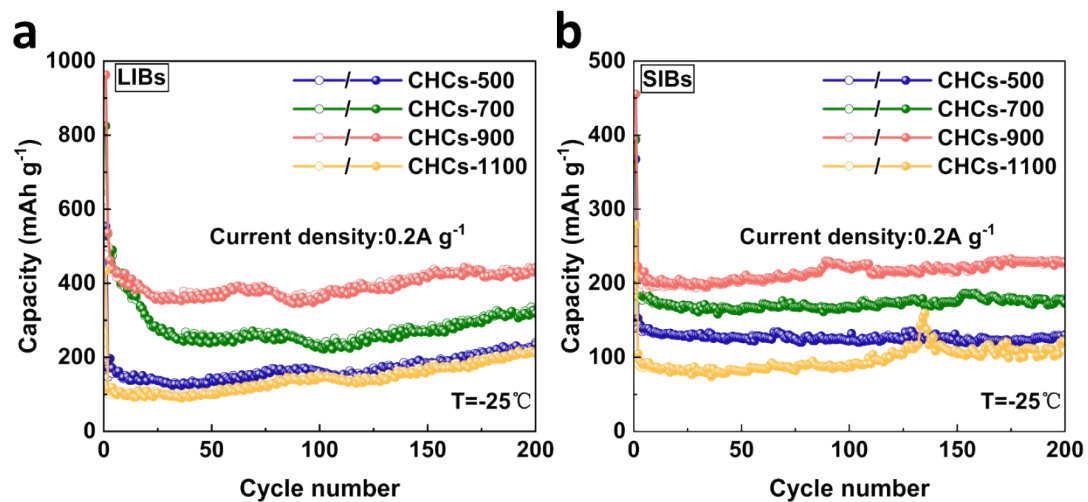 a
LIBs
CHCs-500
CHCs-700
CHCs-900
CHCs-1100
Current density:0.2A g⁻¹
T=-25℃
Capacity (mAh g⁻¹)
1000
800
600
400
200
0
0 50 100 150 200
Cycle number
b
SIBs
CHCs-500
CHCs-700
CHCs-900
CHCs-1100
Current density:0.2A g⁻¹
T=-25℃
Capacity (mAh g⁻¹)
500
400
300
200
100
0
0 50 100 150 200
Cycle number